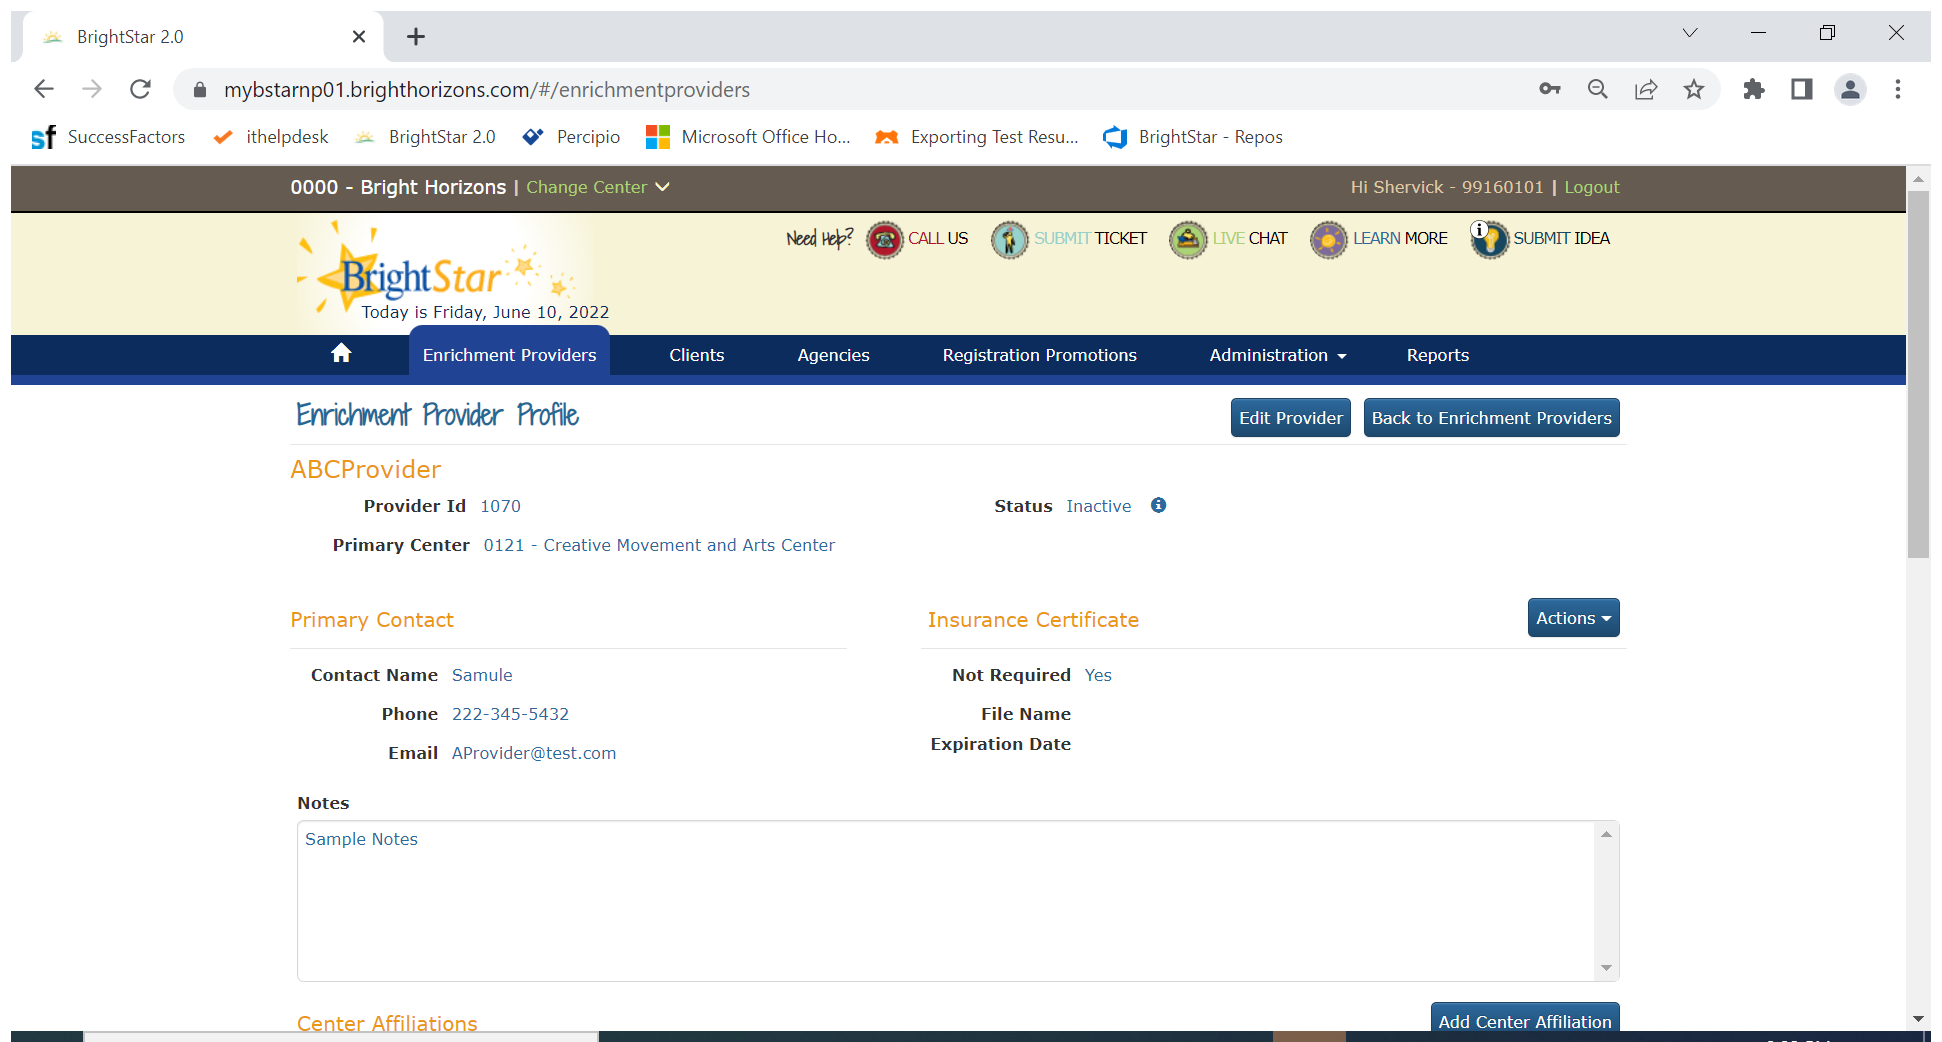 BrightStar 2.0
mybstarnp01.brighthorizons.com/#/enrichmentproviders
sf SuccessFactors ithelpdesk BrightStar 2.0 Percipio Microsoft Office Ho... Exporting Test Resu... BrightStar - Repos
0000 - Bright Horizons | Change Center Hi Shervick - 99160101 | Logout
Need Help? CALL US SUBMIT TICKET LIVE CHAT LEARN MORE SUBMIT IDEA
BrightStar
Today is Friday, June 10, 2022
Enrichment Providers Clients Agencies Registration Promotions Administration Reports
Enrichment Provider Profile Edit Provider Back to Enrichment Providers
ABCProvider
Provider Id 1070 Status Inactive
Primary Center 0121 - Creative Movement and Arts Center
Primary Contact Insurance Certificate Actions
Contact Name Samule Not Required Yes
Phone 222-345-5432 File Name
Expiration Date
Email AProvider@test.com
Notes
Sample Notes
Center Affiliations Add Center Affiliation